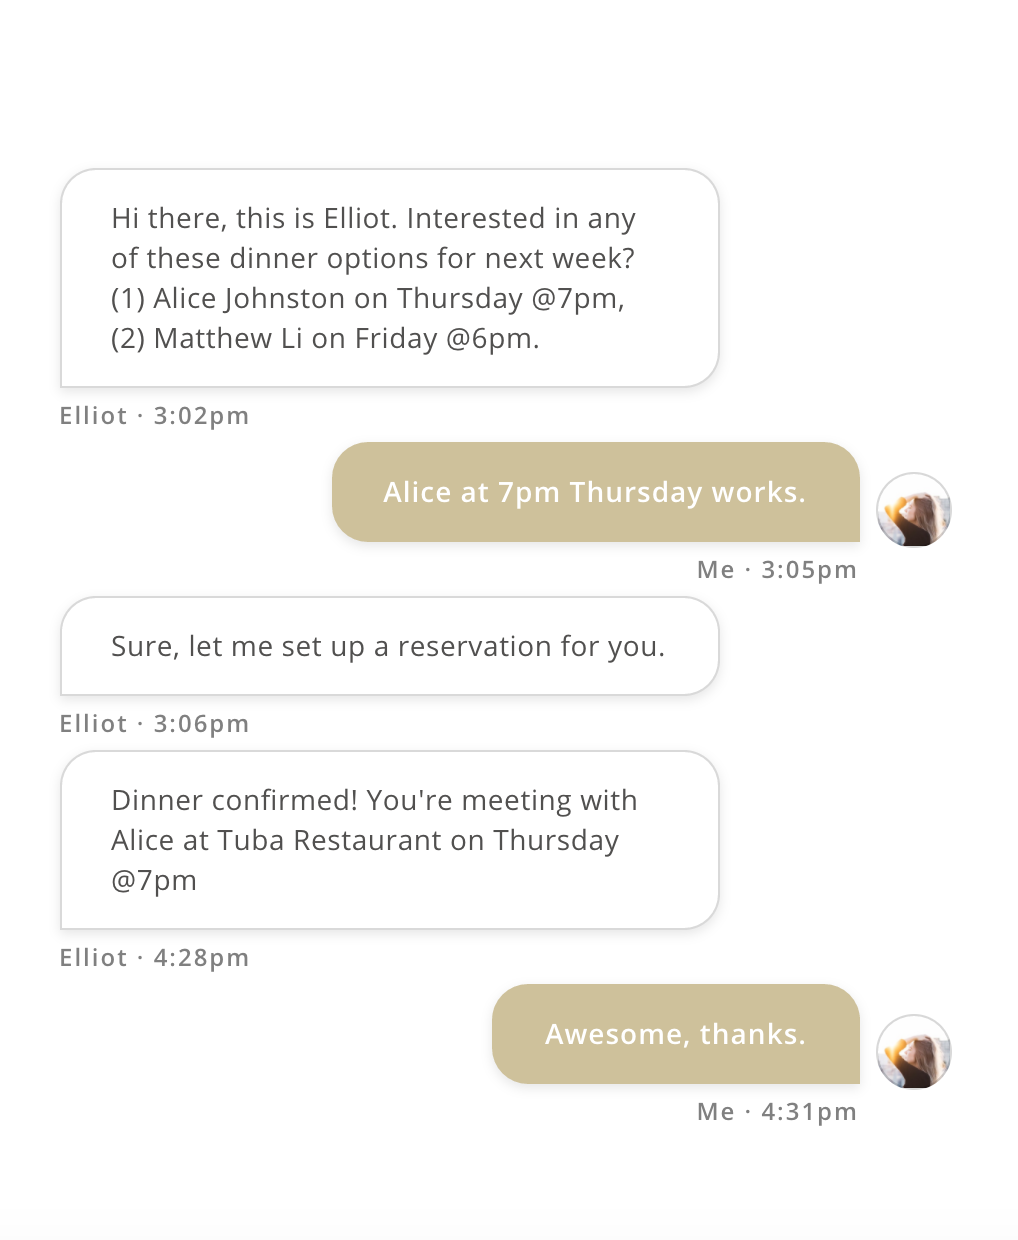 Hi there, this is Elliot. Interested in any
of these dinner options for next week?
(1) Alice Johnston on Thursday @7pm,
(2) Matthew Li on Friday @6pm.
Elliot · 3:02pm
Alice at 7pm Thursday works.
Me · 3:05pm
Sure, let me set up a reservation for you.
Elliot · 3:06pm
Dinner confirmed! You're meeting with
Alice at Tuba Restaurant on Thursday
@7pm
Elliot · 4:28pm
Awesome, thanks.
Me · 4:31pm